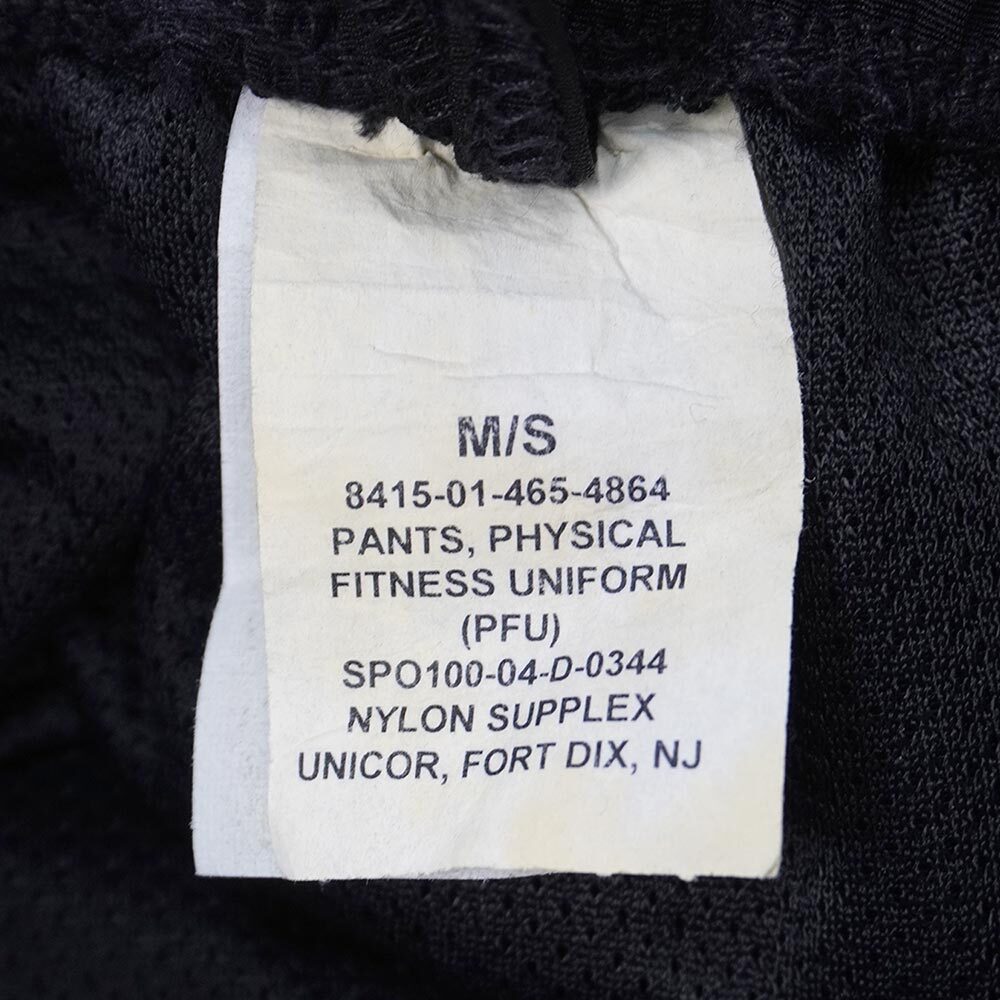 M/S
8415-01-465-4864
PANTS, PHYSICAL
FITNESS UNIFORM
(PFU)
SPO100-04-D-0344
NYLON SUPPLEX
UNICOR, FORT DIX, NJ